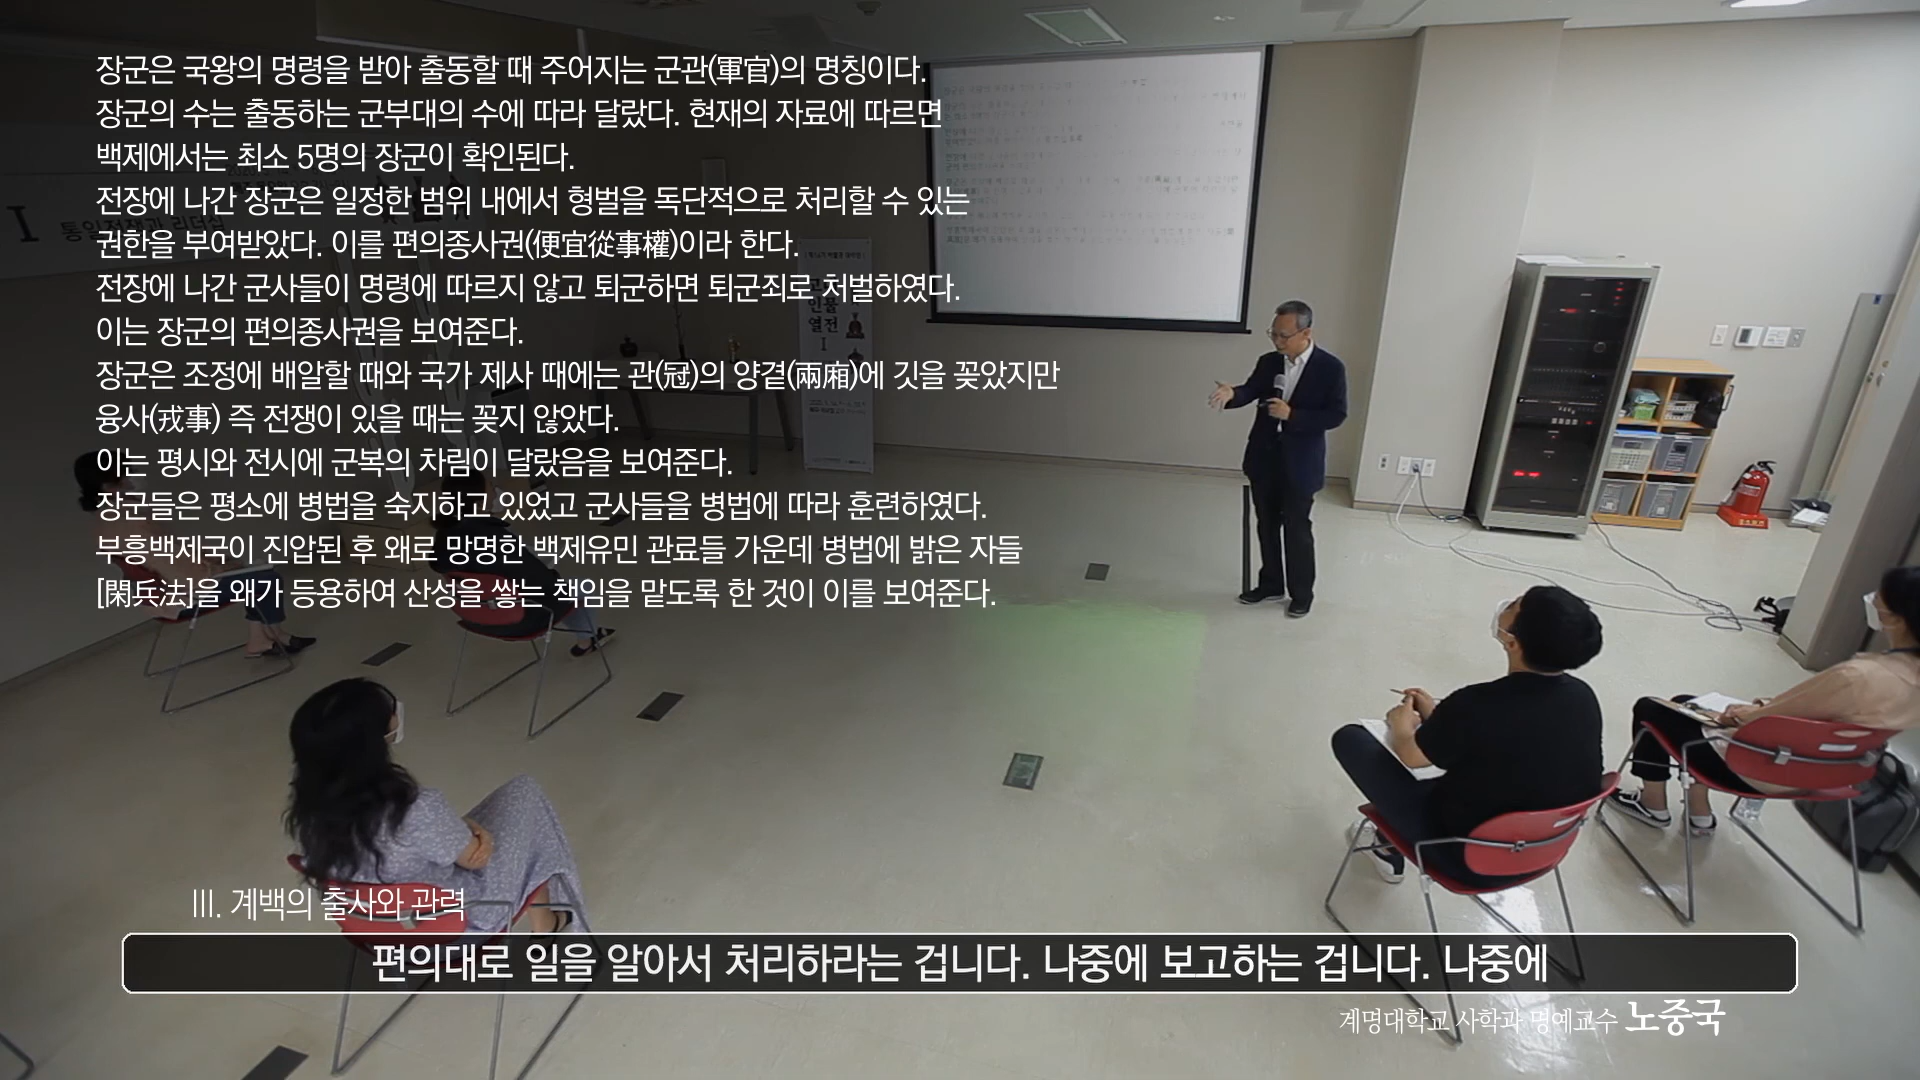 장군은 국왕의 명령을 받아 출동할 때 주어지는 군관(軍官)의 명칭이다.
장군의 수는 출동하는 군부대의 수에 따라 달랐다. 현재의 자료에 따르면
백제에서는 최소 5명의 장군이 확인된다.
전장에 나간 장군은 일정한 범위 내에서 형벌을 독단적으로 처리할 수 있는
권한을 부여받았다. 이를 편의종사권(便宜從事權)이라 한다.
전장에 나간 군사들이 명령에 따르지 않고 퇴군하면 퇴군죄로 처벌하였다.
이는 장군의 편의종사권을 보여준다.
장군은 조정에 배알할 때와 국가 제사 때에는 관(冠)의 양곁(兩廂)에 깃을 꽂았지만
융사(戎事) 즉 전쟁이 있을 때는 꽂지 않았다.
이는 평시와 전시에 군복의 차림이 달랐음을 보여준다.
장군들은 평소에 병법을 숙지하고 있었고 군사들을 병법에 따라 훈련하였다.
부흥백제국이 진압된 후 왜로 망명한 백제유민 관료들 가운데 병법에 밝은 자들
[閑兵法]을 왜가 등용하여 산성을 쌓는 책임을 맡도록 한 것이 이를 보여준다.
I 통일전쟁과 리더십
고
인물
열전
I
III. 계백의 출사와 관력
편의대로 일을 알아서 처리하라는 겁니다. 나중에 보고하는 겁니다. 나중에
계명대학교 사학과 명예교수 노중국